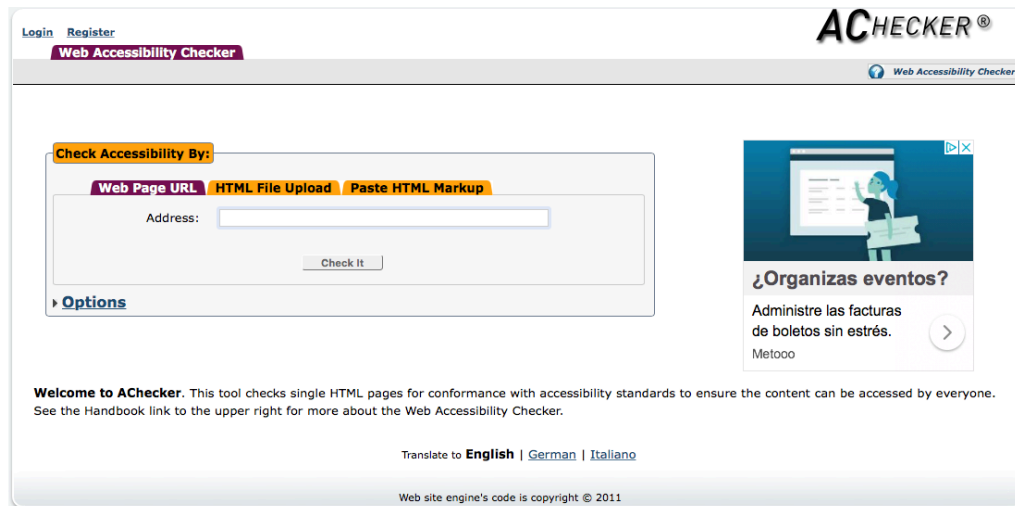 Login Register
ACHECKER ®
Web Accessibility Checker
Web Accessibility Checker
Check Accessibility By:
Web Page URL HTML File Upload Paste HTML Markup
Address:
Check It
Options
¿Organizas eventos?
Administre las facturas
de boletos sin estrés.
Metooo
Welcome to AChecker. This tool checks single HTML pages for conformance with accessibility standards to ensure the content can be accessed by everyone.
See the Handbook link to the upper right for more about the Web Accessibility Checker.
Translate to English | German | Italiano
Web site engine's code is copyright © 2011